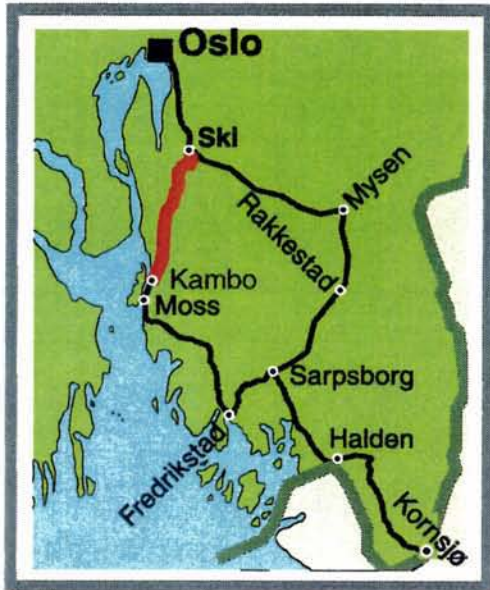 Oslo
Ski
Mysen
Rakkestad
Kambo
Moss
Sarpsborg
Fredrikstad
Halden
Kornsjø